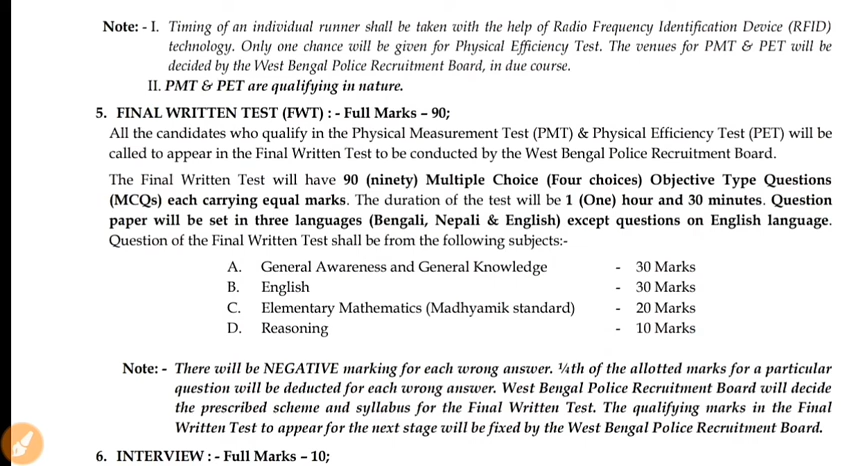 Note: - I. Timing of an individual runner shall be taken with the help of Radio Frequency Identification Device (RFID)
technology. Only one chance will be given for Physical Efficiency Test. The venues for PMT & PET will be
decided by the West Bengal Police Recruitment Board, in due course.
II. PMT & PET are qualifying in nature.
5. FINAL WRITTEN TEST (FWT) : - Full Marks – 90;
All the candidates who qualify in the Physical Measurement Test (PMT) & Physical Efficiency Test (PET) will be
called to appear in the Final Written Test to be conducted by the West Bengal Police Recruitment Board.
The Final Written Test will have 90 (ninety) Multiple Choice (Four choices) Objective Type Questions
(MCQs) each carrying equal marks. The duration of the test will be 1 (One) hour and 30 minutes. Question
paper will be set in three languages (Bengali, Nepali & English) except questions on English language.
Question of the Final Written Test shall be from the following subjects:-
A. General Awareness and General Knowledge - 30 Marks
B. English - 30 Marks
C. Elementary Mathematics (Madhyamik standard) - 20 Marks
D. Reasoning - 10 Marks
Note: - There will be NEGATIVE marking for each wrong answer. ¼th of the allotted marks for a particular
question will be deducted for each wrong answer. West Bengal Police Recruitment Board will decide
the prescribed scheme and syllabus for the Final Written Test. The qualifying marks in the Final
Written Test to appear for the next stage will be fixed by the West Bengal Police Recruitment Board.
6. INTERVIEW : - Full Marks – 10;